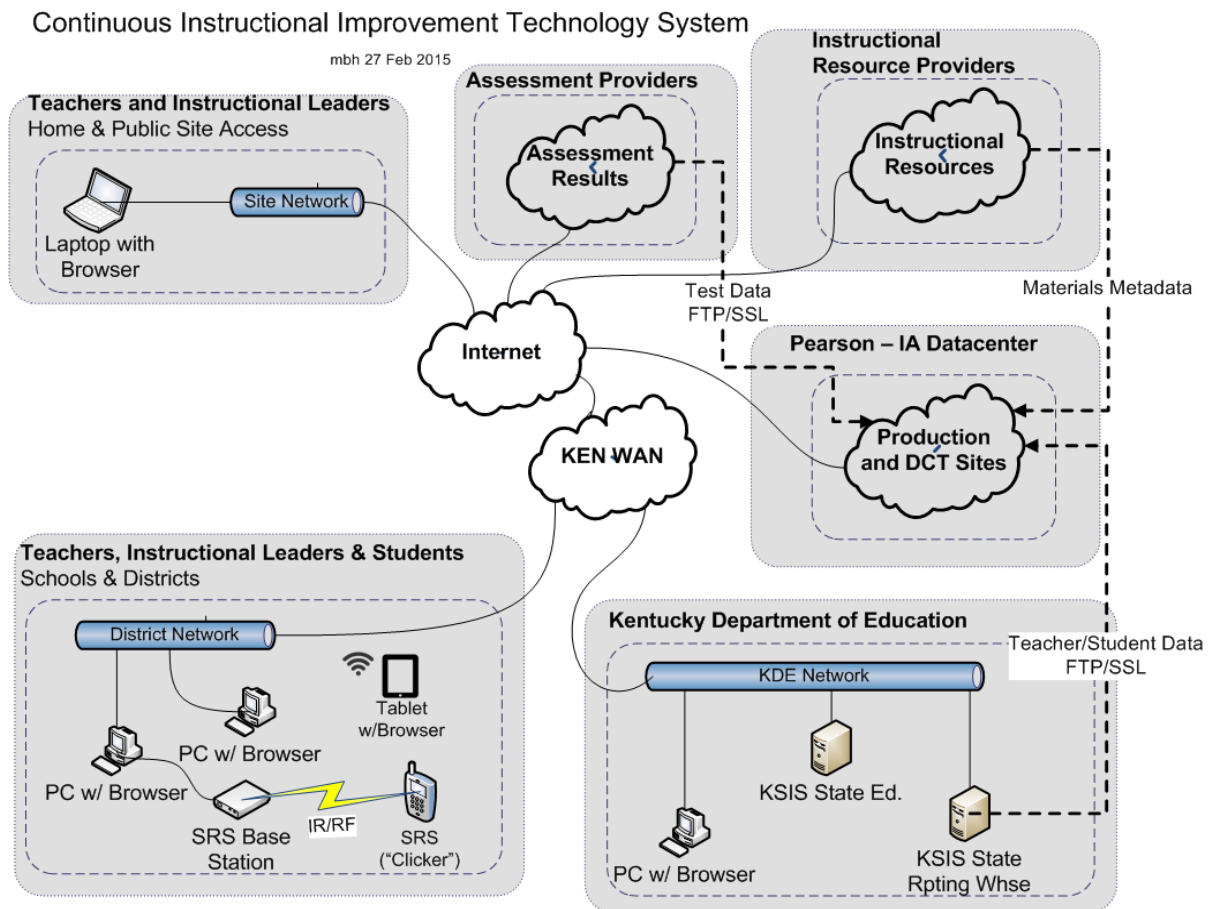 Continuous Instructional Improvement Technology System
mbh 27 Feb 2015
Teachers and Instructional Leaders
Home & Public Site Access
Site Network
Laptop with
Browser
Assessment Providers
Assessment
Results
Instructional
Resource Providers
Instructional
Resources
Test Data
FTP/SSL
Materials Metadata
Internet
KEN WAN
Pearson – IA Datacenter
Production
and DCT Sites
Teachers, Instructional Leaders & Students
Schools & Districts
District Network
Tablet
w/Browser
PC w/ Browser
PC w/ Browser
IR/RF
SRS Base
Station
SRS
("Clicker")
Kentucky Department of Education
Teacher/Student Data
FTP/SSL
KDE Network
KSIS State Ed.
PC w/ Browser
KSIS State
Rpting Whse